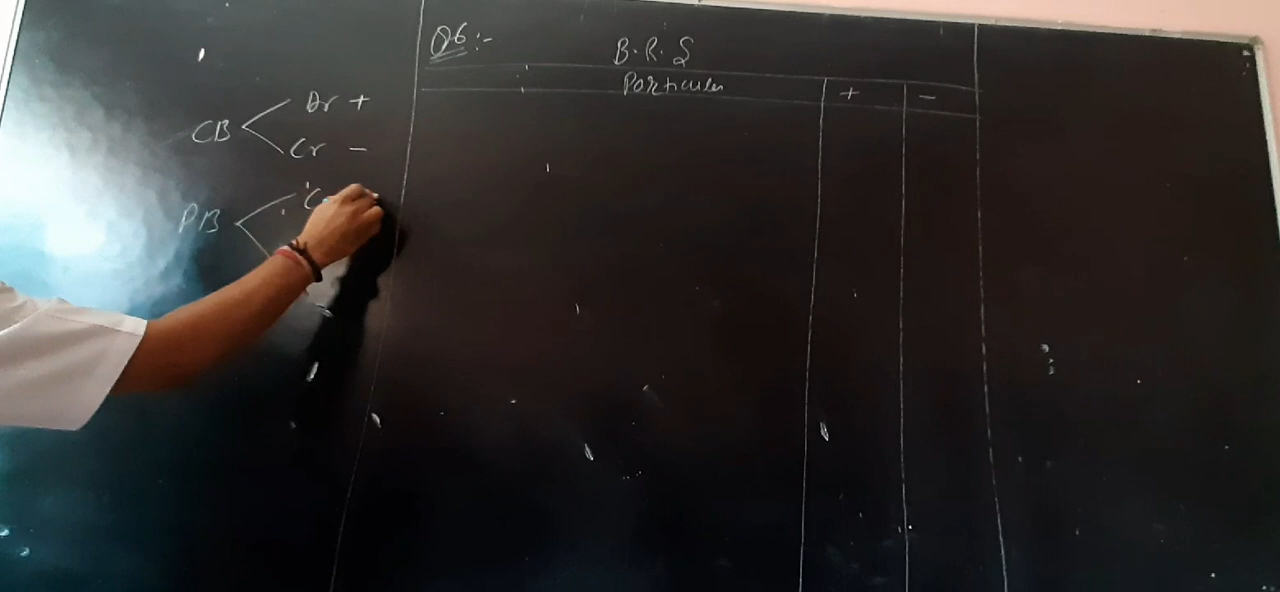 Q6:-
B.R.S
Particulars + -
CB Dr +
Cr -
PB